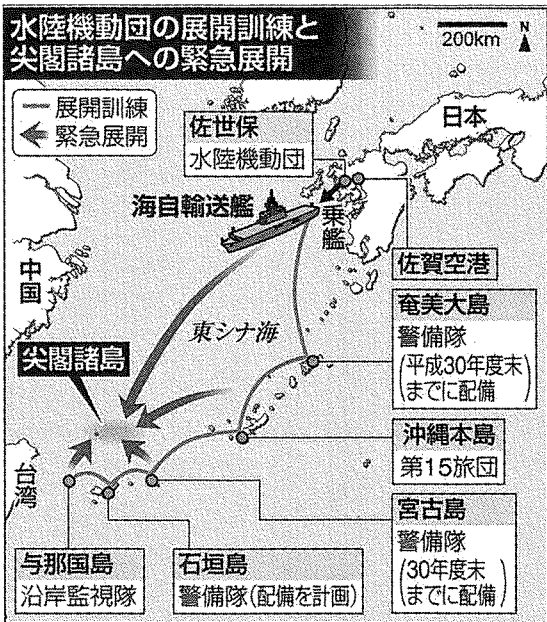 水陸機動団の展開訓練と
尖閣諸島への緊急展開
200km
N
展開訓練
緊急展開
佐世保
水陸機動団
日本
海自輸送艦
乗艦
佐賀空港
中国
東シナ海
奄美大島
警備隊
(平成30年度末
までに配備)
尖閣諸島
沖縄本島
第15旅団
台湾
宮古島
警備隊
(30年度末
までに配備)
与那国島
沿岸監視隊
石垣島
警備隊(配備を計画)